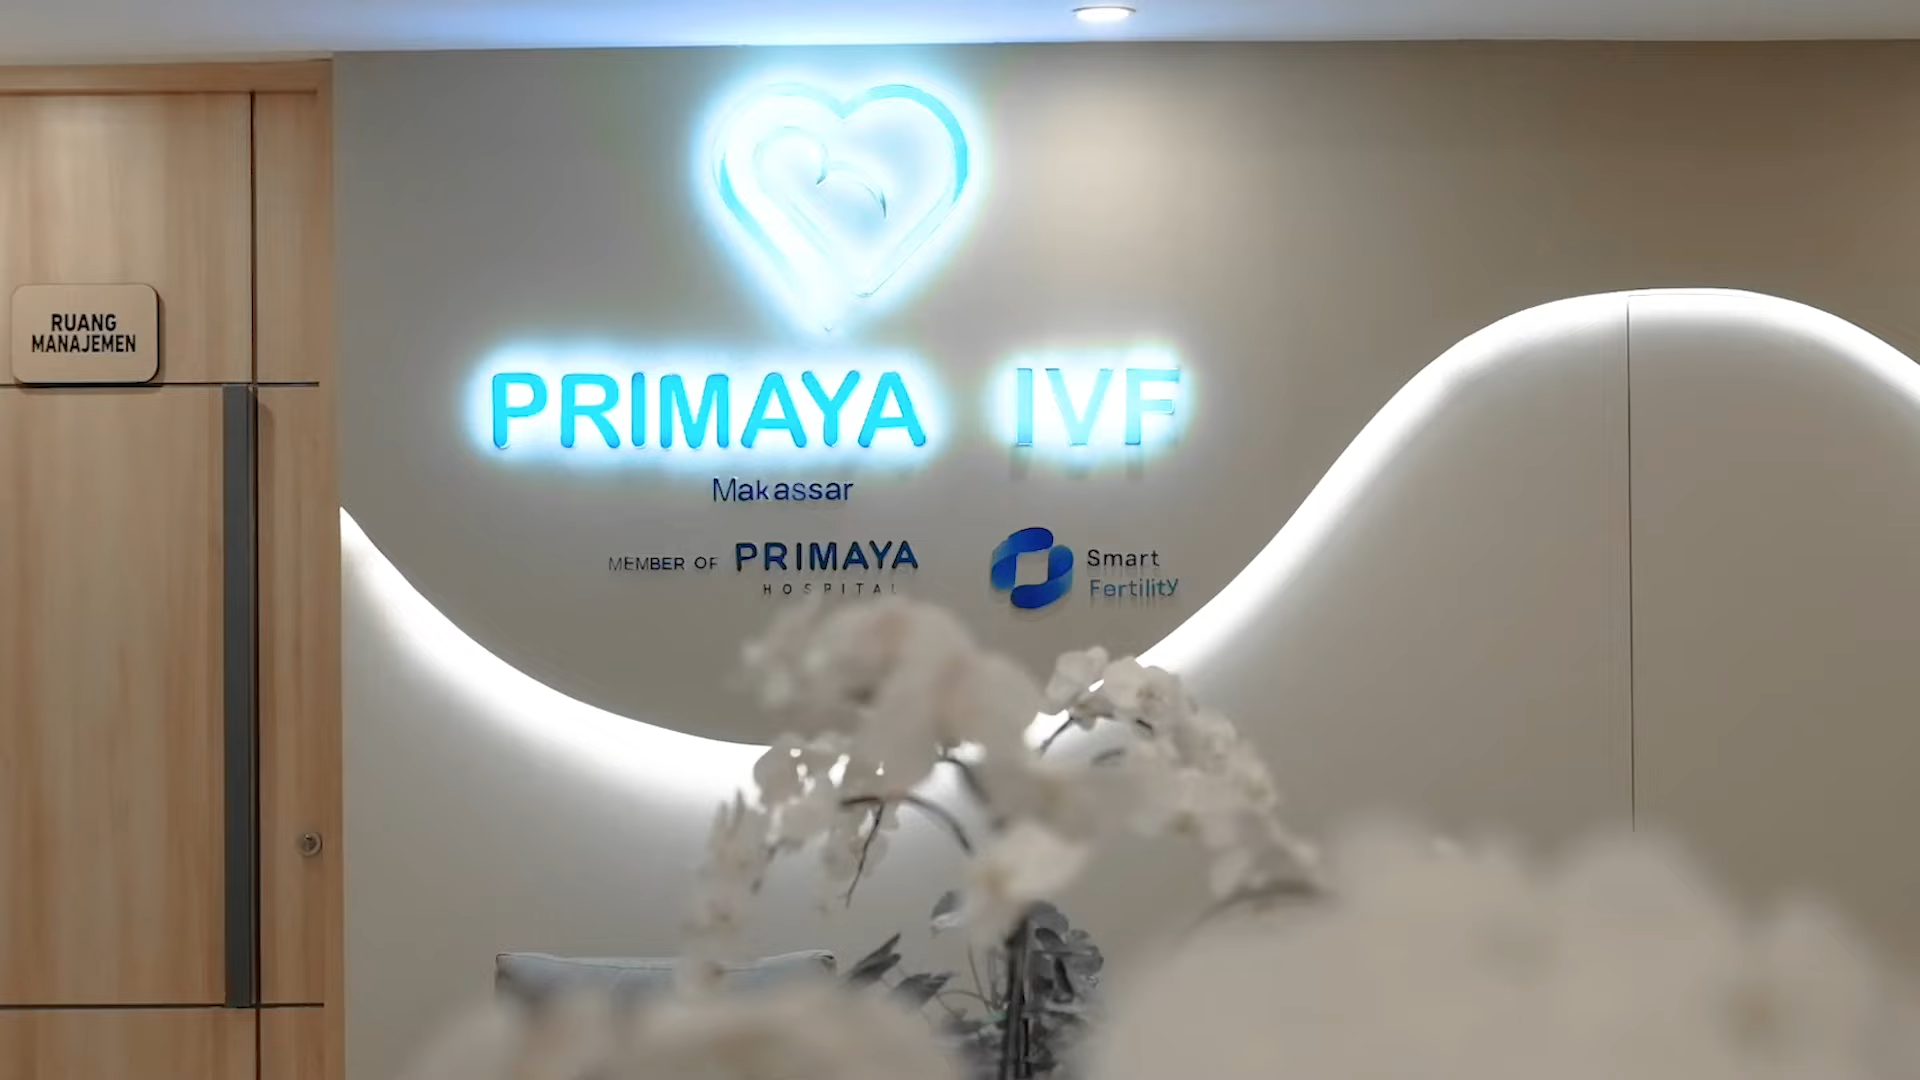 RUANG
MANAJEMEN
PRIMAYA IVF
Makassar
MEMBER OF PRIMAYA
HOSPITAL
Smart
Fertility